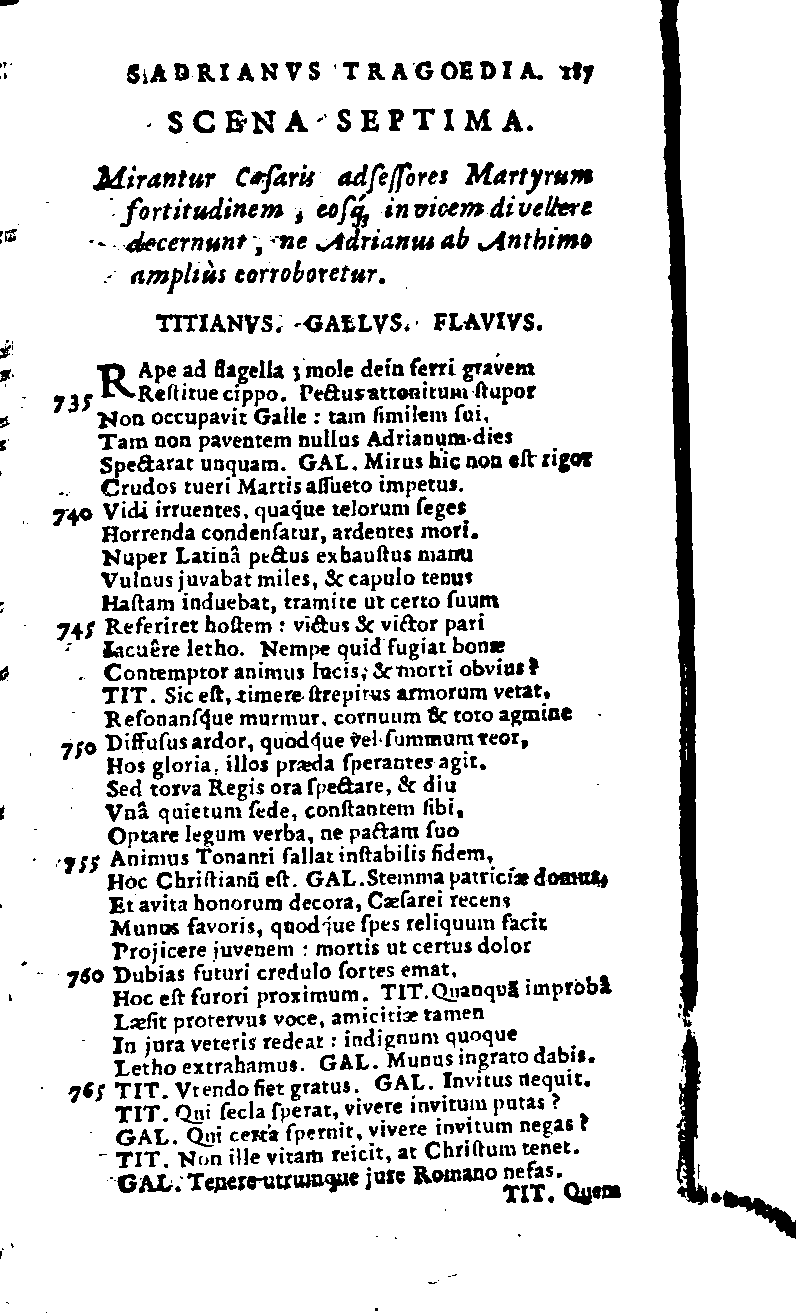 S. ADRIANVS TRAGOEDIA. 187
SCENA SEPTIMA.
Mirantur Cæſaris adſeſſores Martyrum
fortitudinem, eoſq́, in vicem divellere
decernunt, ne Adrianus ab Anthimo
ampliùs corroboretur.
TITIANVS. GALLVS. FLAVIVS.
RApe ad flagella; mole dein ferri gravem
735 Reſtitue cippo. Pectus attonitum ſtupor
Non occupavit Galle: tam ſimilem ſui,
Tam non paventem nullus Adrianum dies
Spectarat unquam. GAL. Mirus hic non eſt rigor
Crudos tueri Martis aſſueto impetus.
740 Vidi irruentes, quaq́ue telorum ſeges
Horrenda condenſatur, ardentes mori.
Nuper Latinâ pectus exhauſtus manu
Vulnus juvabat miles, & capulo tenus
Haſtam induebat, tramite ut certo ſuum
745 Referiret hoſtem: victus & victor pari
Iacuêre letho. Nempe quid fugiat bonæ
Contemptor animus lucis, & morti obvius?
TIT. Sic eſt, timere ſtrepitus armorum vetat,
Reſonanſq́ue murmur, cornuum & toto agmine
750 Diffuſus ardor, quodq́ue vel ſummum reor,
Hos gloria, illos præda ſperantes agit.
Sed torva Regis ora ſpectare, & diu
Vnâ quietum ſede, conſtantem ſibi,
Optare legum verba, ne pactam ſuo
755 Animus Tonanti fallat inſtabilis fidem,
Hoc Chriſtianū eſt. GAL. Stemma patriciæ domus,
Et avita honorum decora, Cæſarei recens
Munus favoris, quodq́ue ſpes reliquum facit
Projicere juvenem: mortis ut certus dolor
760 Dubias futuri credulo ſortes emat,
Hoc eſt furori proximum. TIT. Quanquā improbâ
Læſit protervus voce, amicitiæ tamen
In jura veteris redeat: indignum quoque
Letho extrahamus. GAL. Munus ingrato dabis.
765 TIT. Vtendo fiet gratus. GAL. Invitus nequit.
TIT. Qui ſecla ſperat, vivere invitum putas?
GAL. Qui certa ſpernit, vivere invitum negas?
TIT. Non ille vitam reicit, at Chriſtum tenet.
GAL. Tenere utrumque jure Romano nefas.
TIT. Quem